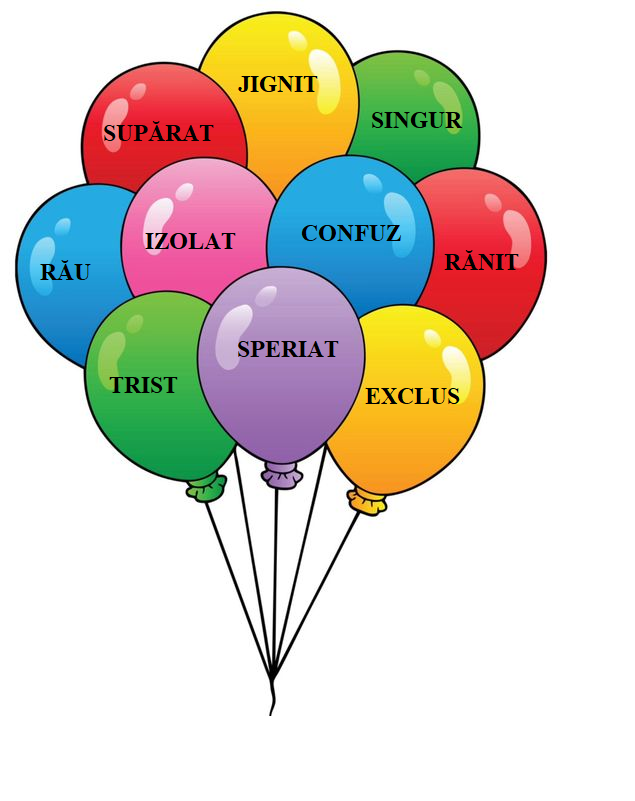 JIGNIT
SUPĂRAT
SINGUR
IZOLAT
CONFUZ
RĂU
RĂNIT
TRIST
SPERIAT
EXCLUS